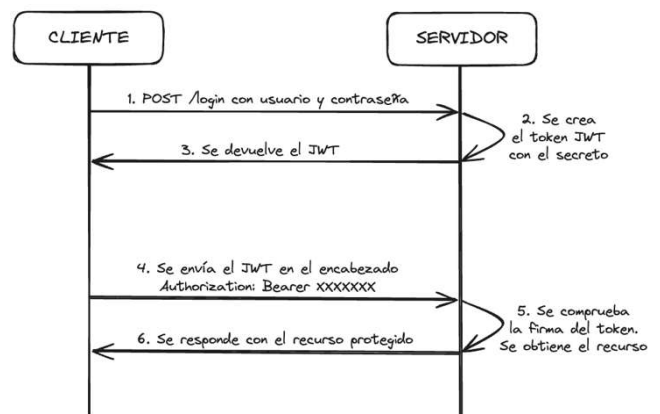 CLIENTE
SERVIDOR
1. POST /login con usuario y contraseña
2. Se crea
el token JWT
con el secreto
3. Se devuelve el JWT
4. Se envía el JWT en el encabezado
Authorization: Bearer XXXXXXX
5. Se comprueba
la firma del token.
Se obtiene el recurso
6. Se responde con el recurso protegido